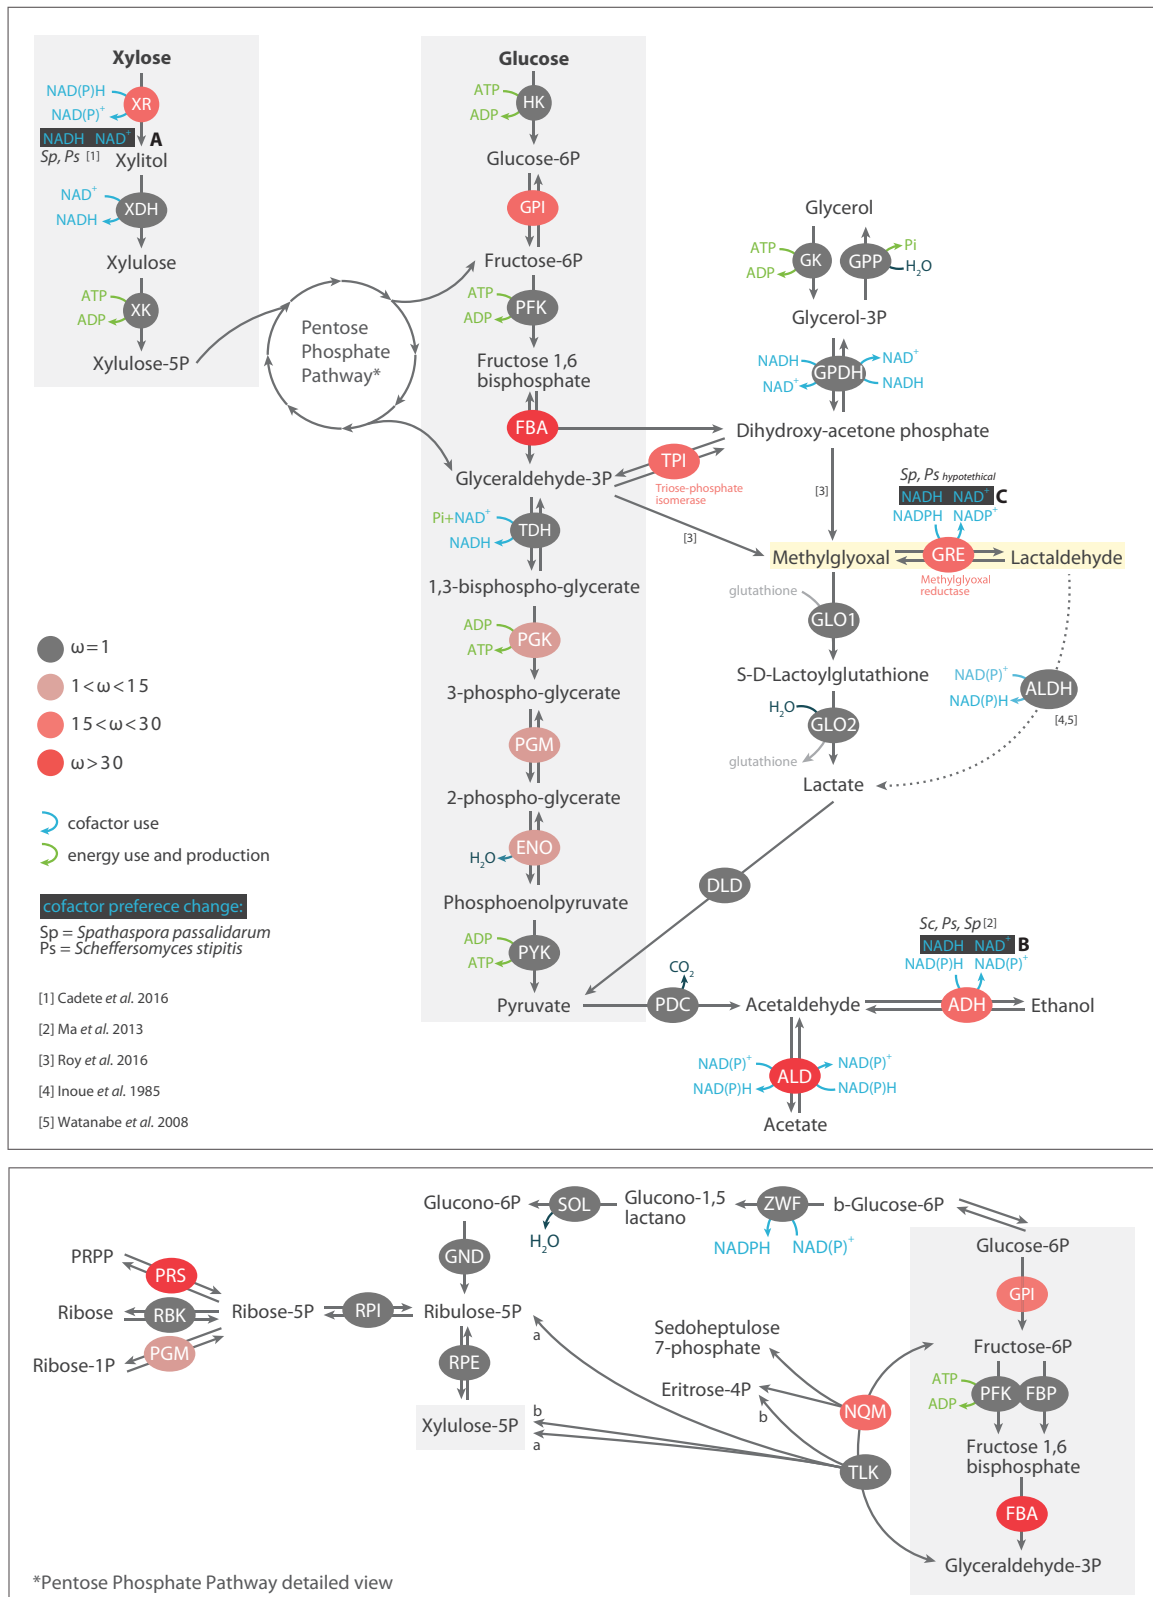 Xylose
NAD(P)H
XR
NAD(P)+
NADH NAD+ A
Sp, Ps [1]
Xylitol
NAD+
XDH
NADH
Xylulose
ATP
XK
ADP
Xylulose-5P
Pentose
Phosphate
Pathway*
Glucose
ATP
HK
ADP
Glucose-6P
GPI
Fructose-6P
ATP
PFK
ADP
Fructose 1,6
bisphosphate
FBA
Glyceraldehyde-3P
Pi+NAD+
TDH
NADH
1,3-bisphospho-glycerate
ADP
PGK
ATP
3-phospho-glycerate
PGM
2-phospho-glycerate
ENO
H2O
Phosphoenolpyruvate
ADP
PYK
ATP
Pyruvate
Glycerol
ATP
GK
ADP
GPP
Pi
H2O
Glycerol-3P
NADH
NAD+
GPDH
NAD+
NADH
Dihydroxy-acetone phosphate
TPI
Triose-phosphate
isomerase
[3]
[3]
Sp, Ps hypotethical
NADH NAD+ C
NADPH NADP+
Methylglyoxal
GRE
Lactaldehyde
Methylglyoxal
reductase
glutathione
GLO1
S-D-Lactoylglutathione
H2O
GLO2
glutathione
Lactate
NAD(P)+
ALDH
NAD(P)H
[4,5]
DLD
CO2
PDC
Acetaldehyde
Sc, Ps, Sp [2]
NADH NAD+ B
NAD(P)H NAD(P)+
ADH
Ethanol
NAD(P)+
NAD(P)+
ALD
NAD(P)H
NAD(P)H
Acetate
ω=1
1<ω<15
15<ω<30
ω>30
cofactor use
energy use and production
cofactor preferece change:
Sp = Spathaspora passalidarum
Ps = Scheffersomyces stipitis
[1] Cadete et al. 2016
[2] Ma et al. 2013
[3] Roy et al. 2016
[4] Inoue et al. 1985
[5] Watanabe et al. 2008
Glucono-6P
SOL
H2O
Glucono-1,5
lactano
ZWF
NADPH
NAD(P)+
b-Glucose-6P
Glucose-6P
GND
PRPP
PRS
Ribose
RBK
Ribose-1P
PGM
Ribose-5P
RPI
Ribulose-5P
RPE
Xylulose-5P
a
b
a
Sedoheptulose
7-phosphate
Eritrose-4P
b
NQM
TLK
GPI
Fructose-6P
ATP
PFK
FBP
ADP
Fructose 1,6
bisphosphate
FBA
Glyceraldehyde-3P
*Pentose Phosphate Pathway detailed view